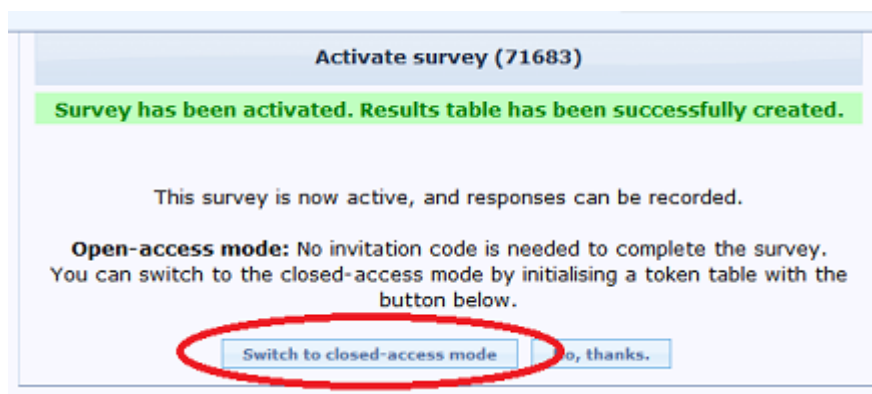 Activate survey (71683)
Survey has been activated. Results table has been successfully created.
This survey is now active, and responses can be recorded.
Open-access mode: No invitation code is needed to complete the survey.
You can switch to the closed-access mode by initialising a token table with the
button below.
Switch to closed-access mode
thanks.